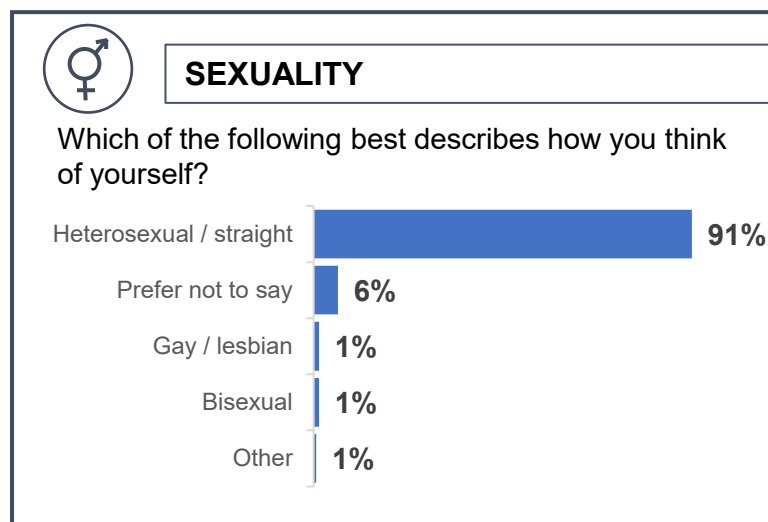 SEXUALITY
Which of the following best describes how you think
of yourself?
Heterosexual / straight 91%
Prefer not to say 6%
Gay / lesbian 1%
Bisexual 1%
Other 1%